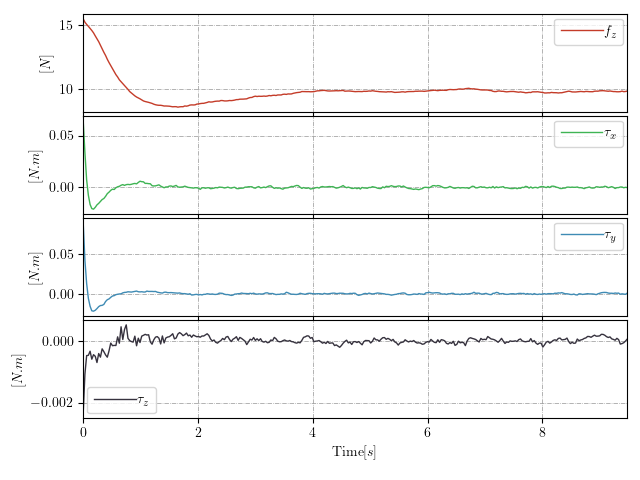 15
10
[N]
f_z
0.05
0.00
[N.m]
τ_x
0.05
0.00
[N.m]
τ_y
0.000
−0.002
[N.m]
τ_z
0 2 4 6 8
Time[s]